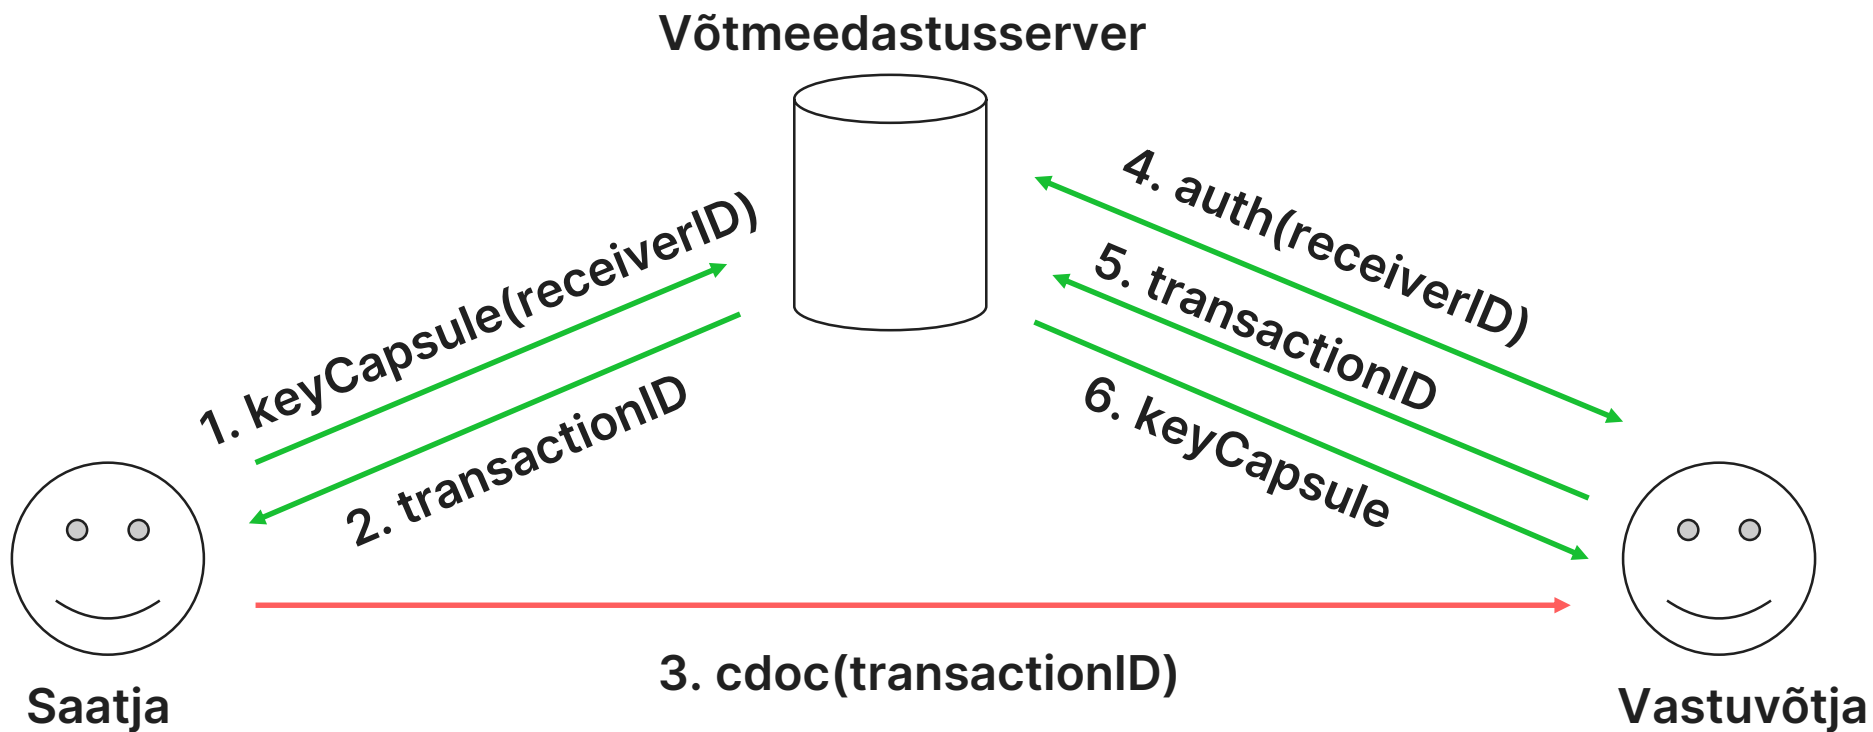 Võtmeedastusserver
1. keyCapsule(receiverID)
2. transactionID
3. cdoc(transactionID)
4. auth(receiverID)
5. transactionID
6. keyCapsule
Saatja
Vastuvõtja